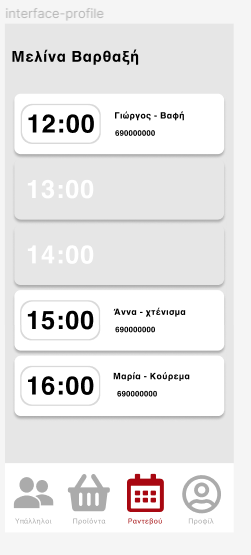 interface-profile
Μελίνα Βαρθαξή
12:00
Γιώργος - Βαφή
690000000
13:00
14:00
15:00
Άννα - χτένισμα
690000000
16:00
Μαρία - Κούρεμα
690000000
Υπάλληλοι Προϊόντα Ραντεβού Προφίλ